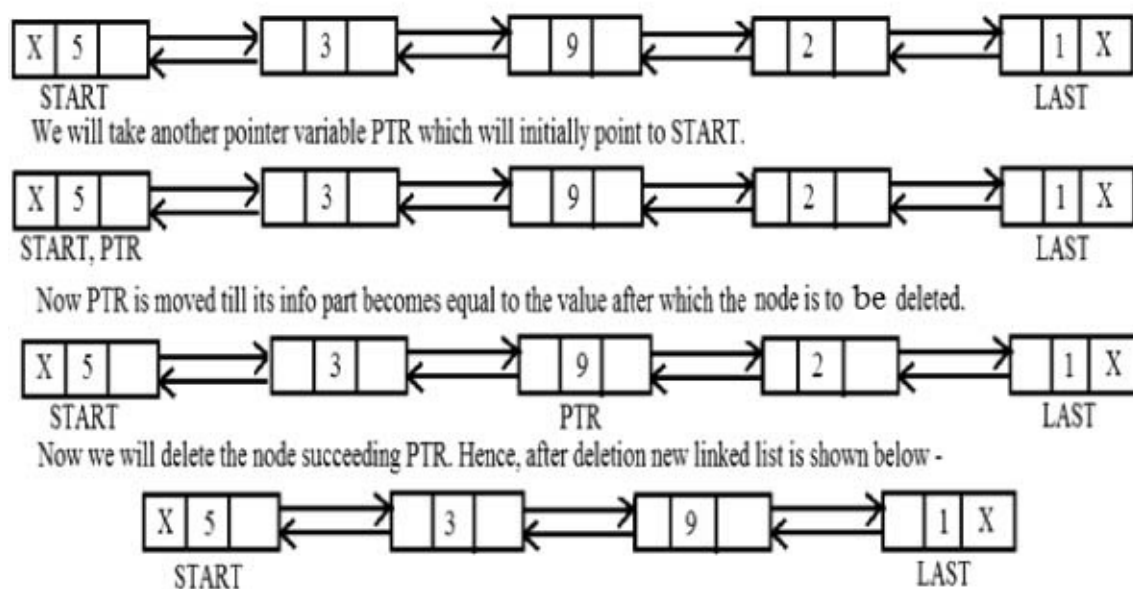 X 5 3 9 2 1 X
START LAST
We will take another pointer variable PTR which will initially point to START.
X 5 3 9 2 1 X
START, PTR LAST
Now PTR is moved till its info part becomes equal to the value after which the node is to be deleted.
X 5 3 9 2 1 X
START PTR LAST
Now we will delete the node succeeding PTR. Hence, after deletion new linked list is shown below -
X 5 3 9 1 X
START LAST